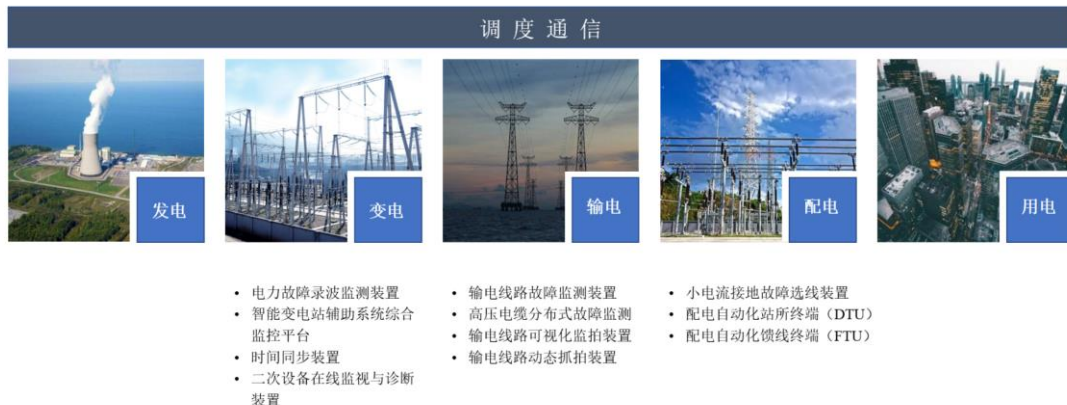 调度通信
发电
变电
输电
配电
用电
• 电力故障录波监测装置
• 智能变电站辅助系统综合
监控平台
• 时间同步装置
• 二次设备在线监视与诊断
装置
• 输电线路故障监测装置
• 高压电缆分布式故障监测
• 输电线路可视化监拍装置
• 输电线路动态抓拍装置
• 小电流接地故障选线装置
• 配电自动化站所终端（DTU）
• 配电自动化馈线终端（FTU）